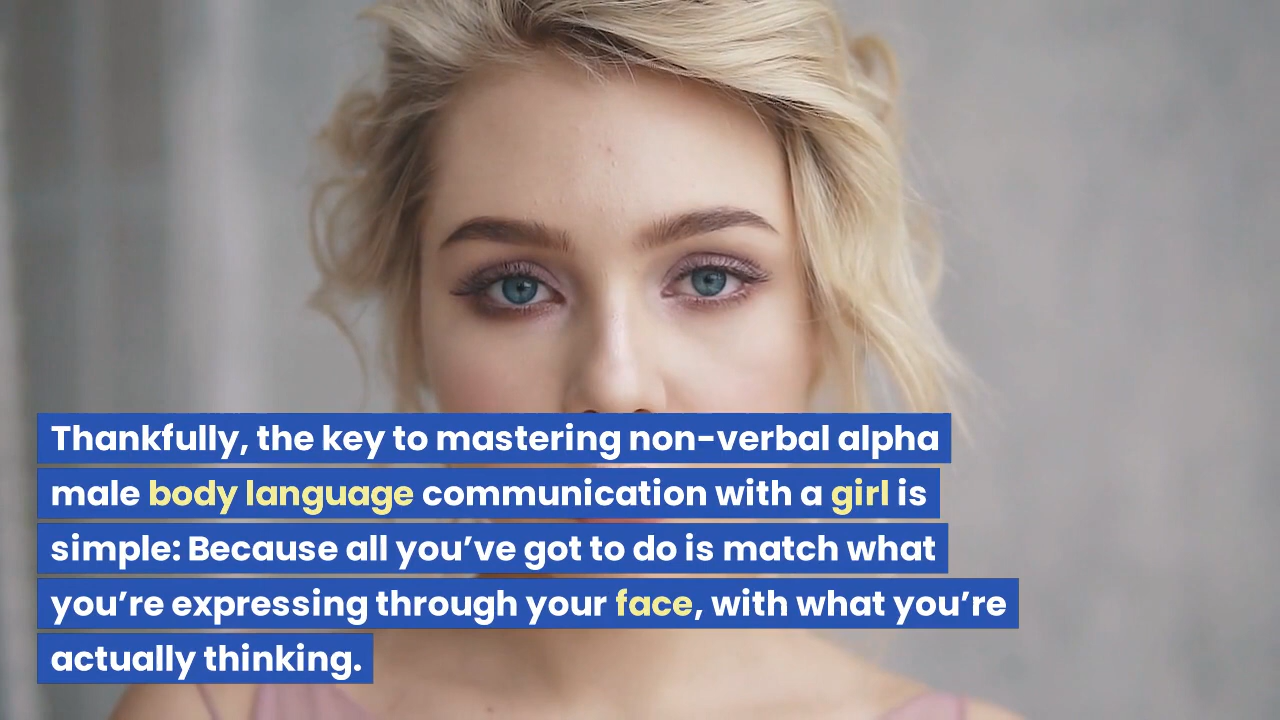 Thankfully, the key to mastering non-verbal alpha
male body language communication with a girl is
simple: Because all you’ve got to do is match what
you’re expressing through your face, with what you’re
actually thinking.